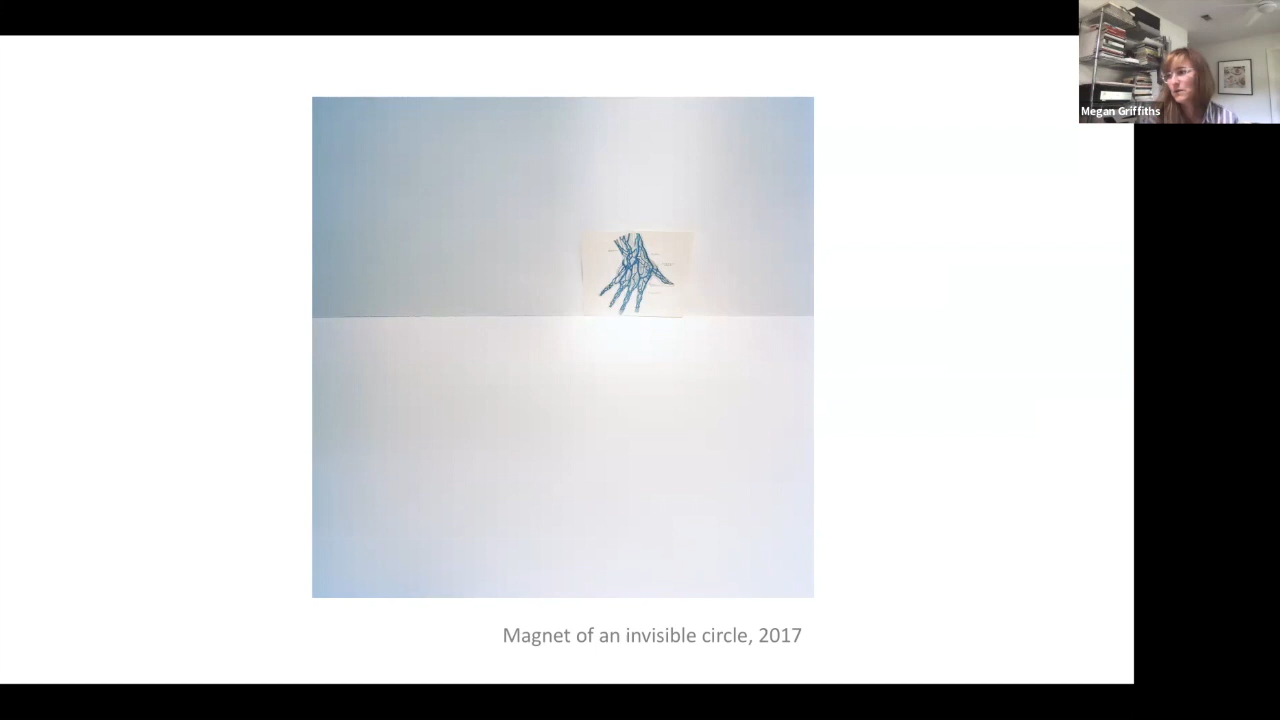 Megan Griffiths
Magnet of an invisible circle, 2017